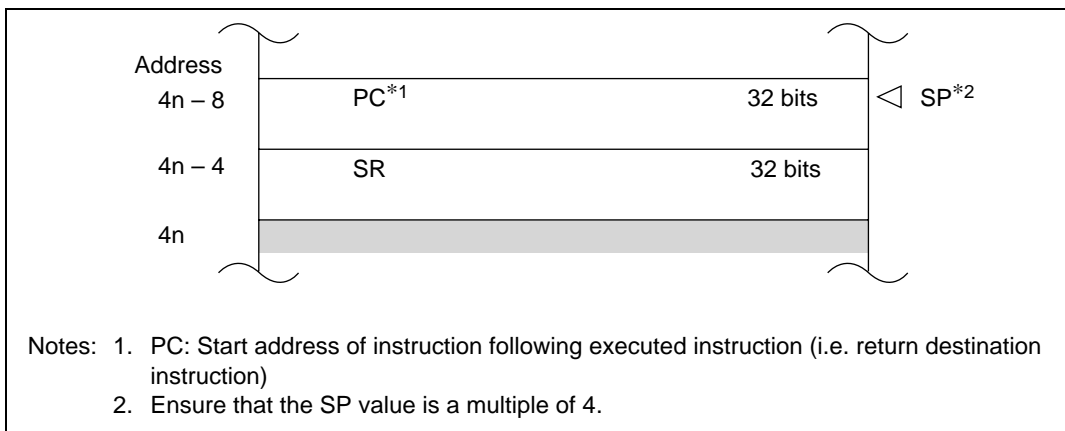 Address
4n – 8 PC*1 32 bits SP*2
4n – 4 SR 32 bits
4n
Notes: 1. PC: Start address of instruction following executed instruction (i.e. return destination
instruction)
2. Ensure that the SP value is a multiple of 4.